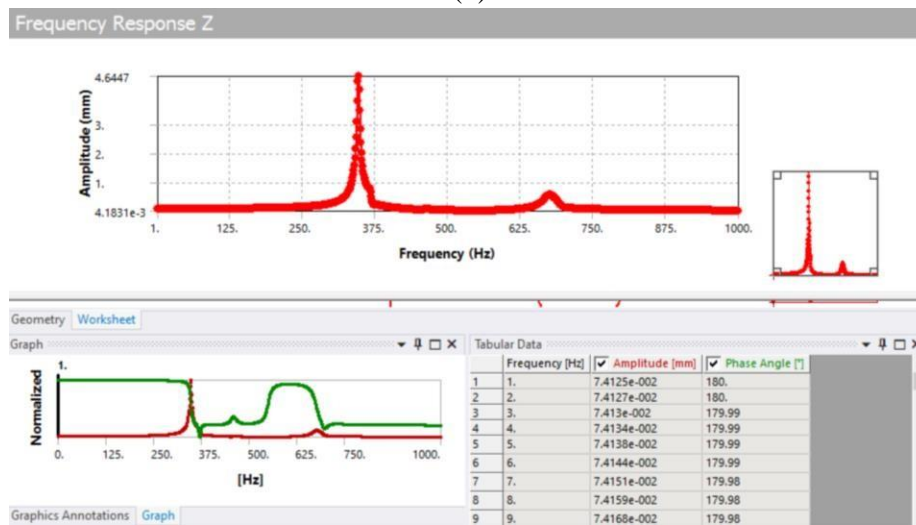 Frequency Response Z
4.6447
3.
2.
1.
4.1831e-3
Amplitude (mm)
1. 125. 250. 375. 500. 625. 750. 875. 1000.
Frequency (Hz)
Geometry Worksheet
Graph
1.
Normalized
0. 125. 250. 375. 500. 625. 750. 1000.
[Hz]
Graphics Annotations Graph
Tabular Data
Frequency [Hz] Amplitude [mm] Phase Angle [°]
1 1. 7.4125e-002 180.
2 2. 7.4127e-002 180.
3 3. 7.413e-002 179.99
4 4. 7.4134e-002 179.99
5 5. 7.4138e-002 179.99
6 6. 7.4144e-002 179.99
7 7. 7.4151e-002 179.98
8 8. 7.4159e-002 179.98
9 9. 7.4168e-002 179.98